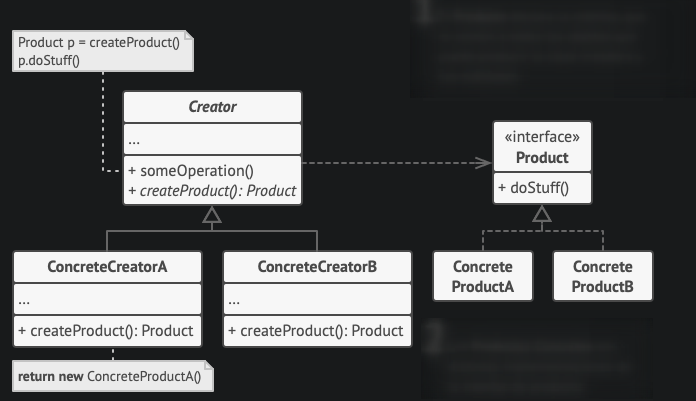 Product p = createProduct()
p.doStuff()
Creator
...
+ someOperation()
+ createProduct(): Product
«interface»
Product
+ doStuff()
ConcreteCreatorA
...
+ createProduct(): Product
ConcreteCreatorB
...
+ createProduct(): Product
Concrete
ProductA
Concrete
ProductB
return new ConcreteProductA()